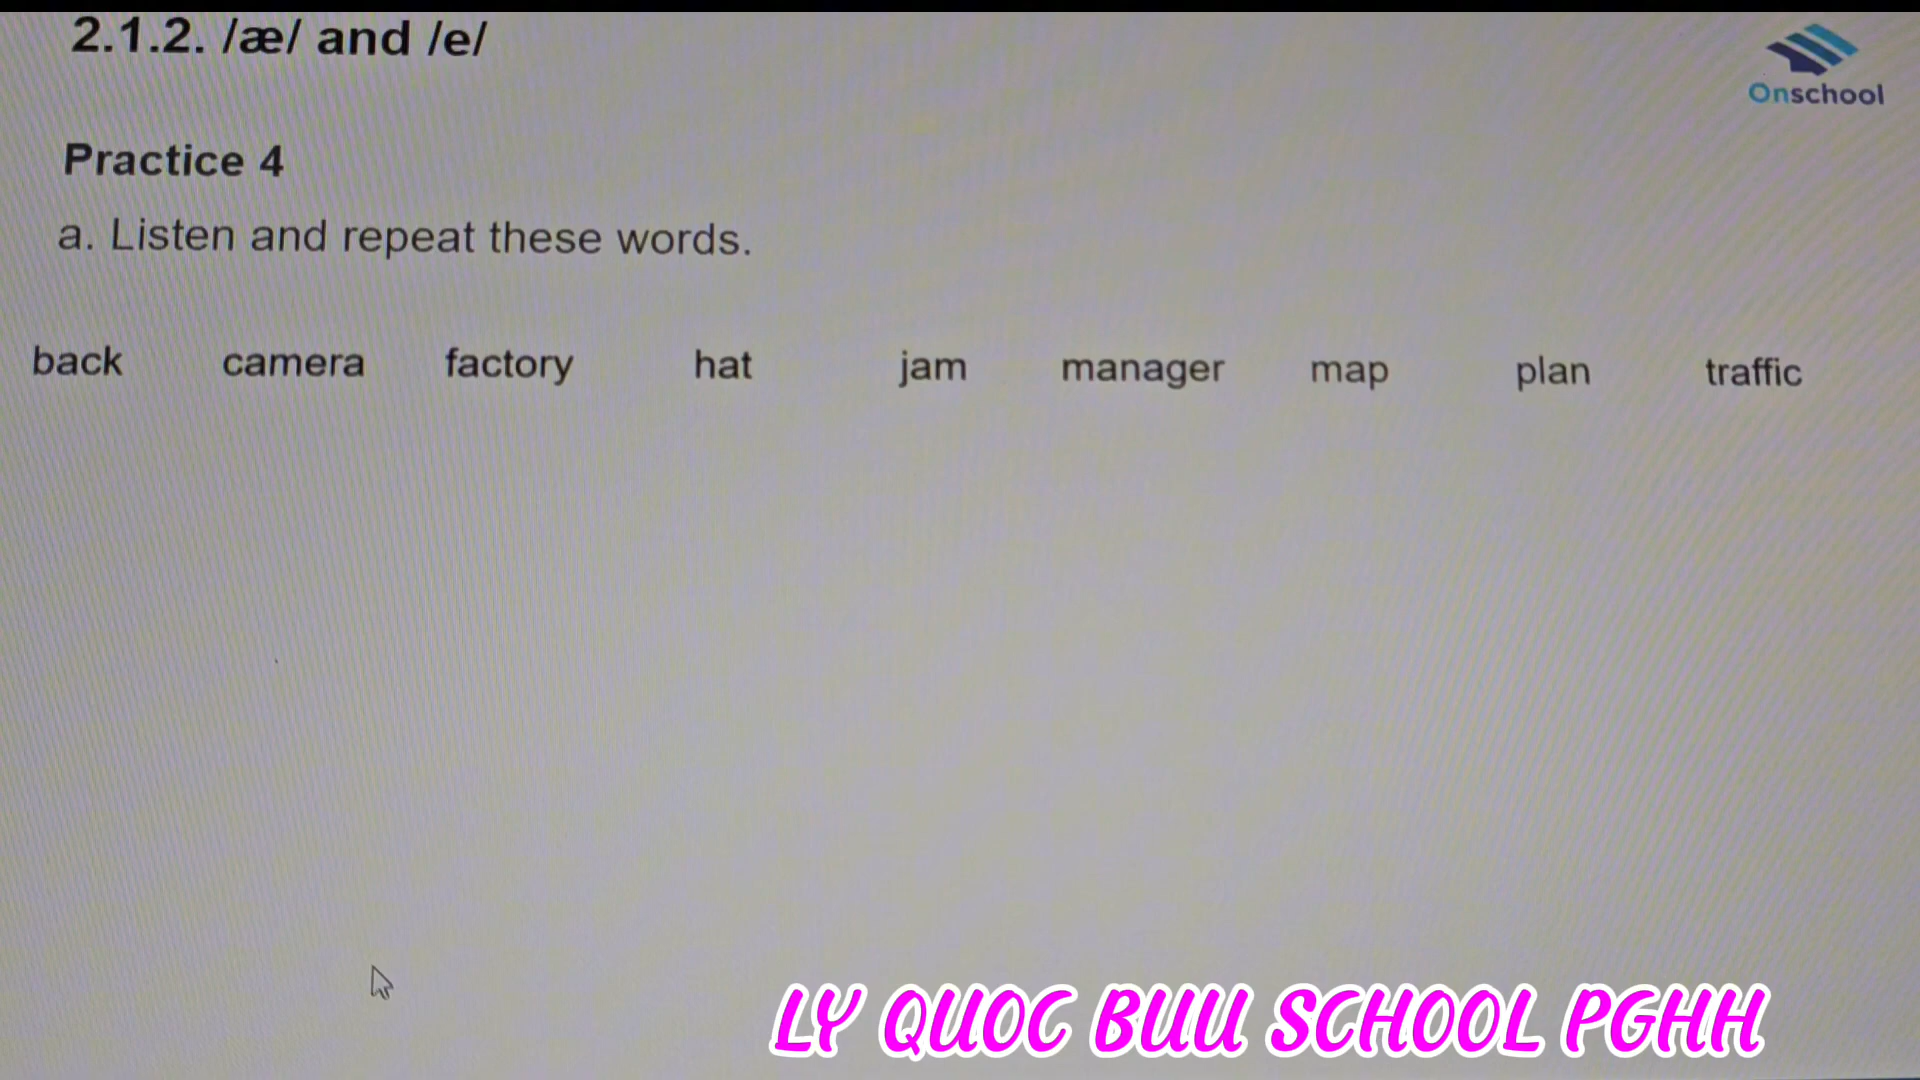 2.1.2. /æ/ and /e/
Onschool
Practice 4
a. Listen and repeat these words.
back camera factory hat jam manager map plan traffic
LY QUOC BUU SCHOOL PGHH